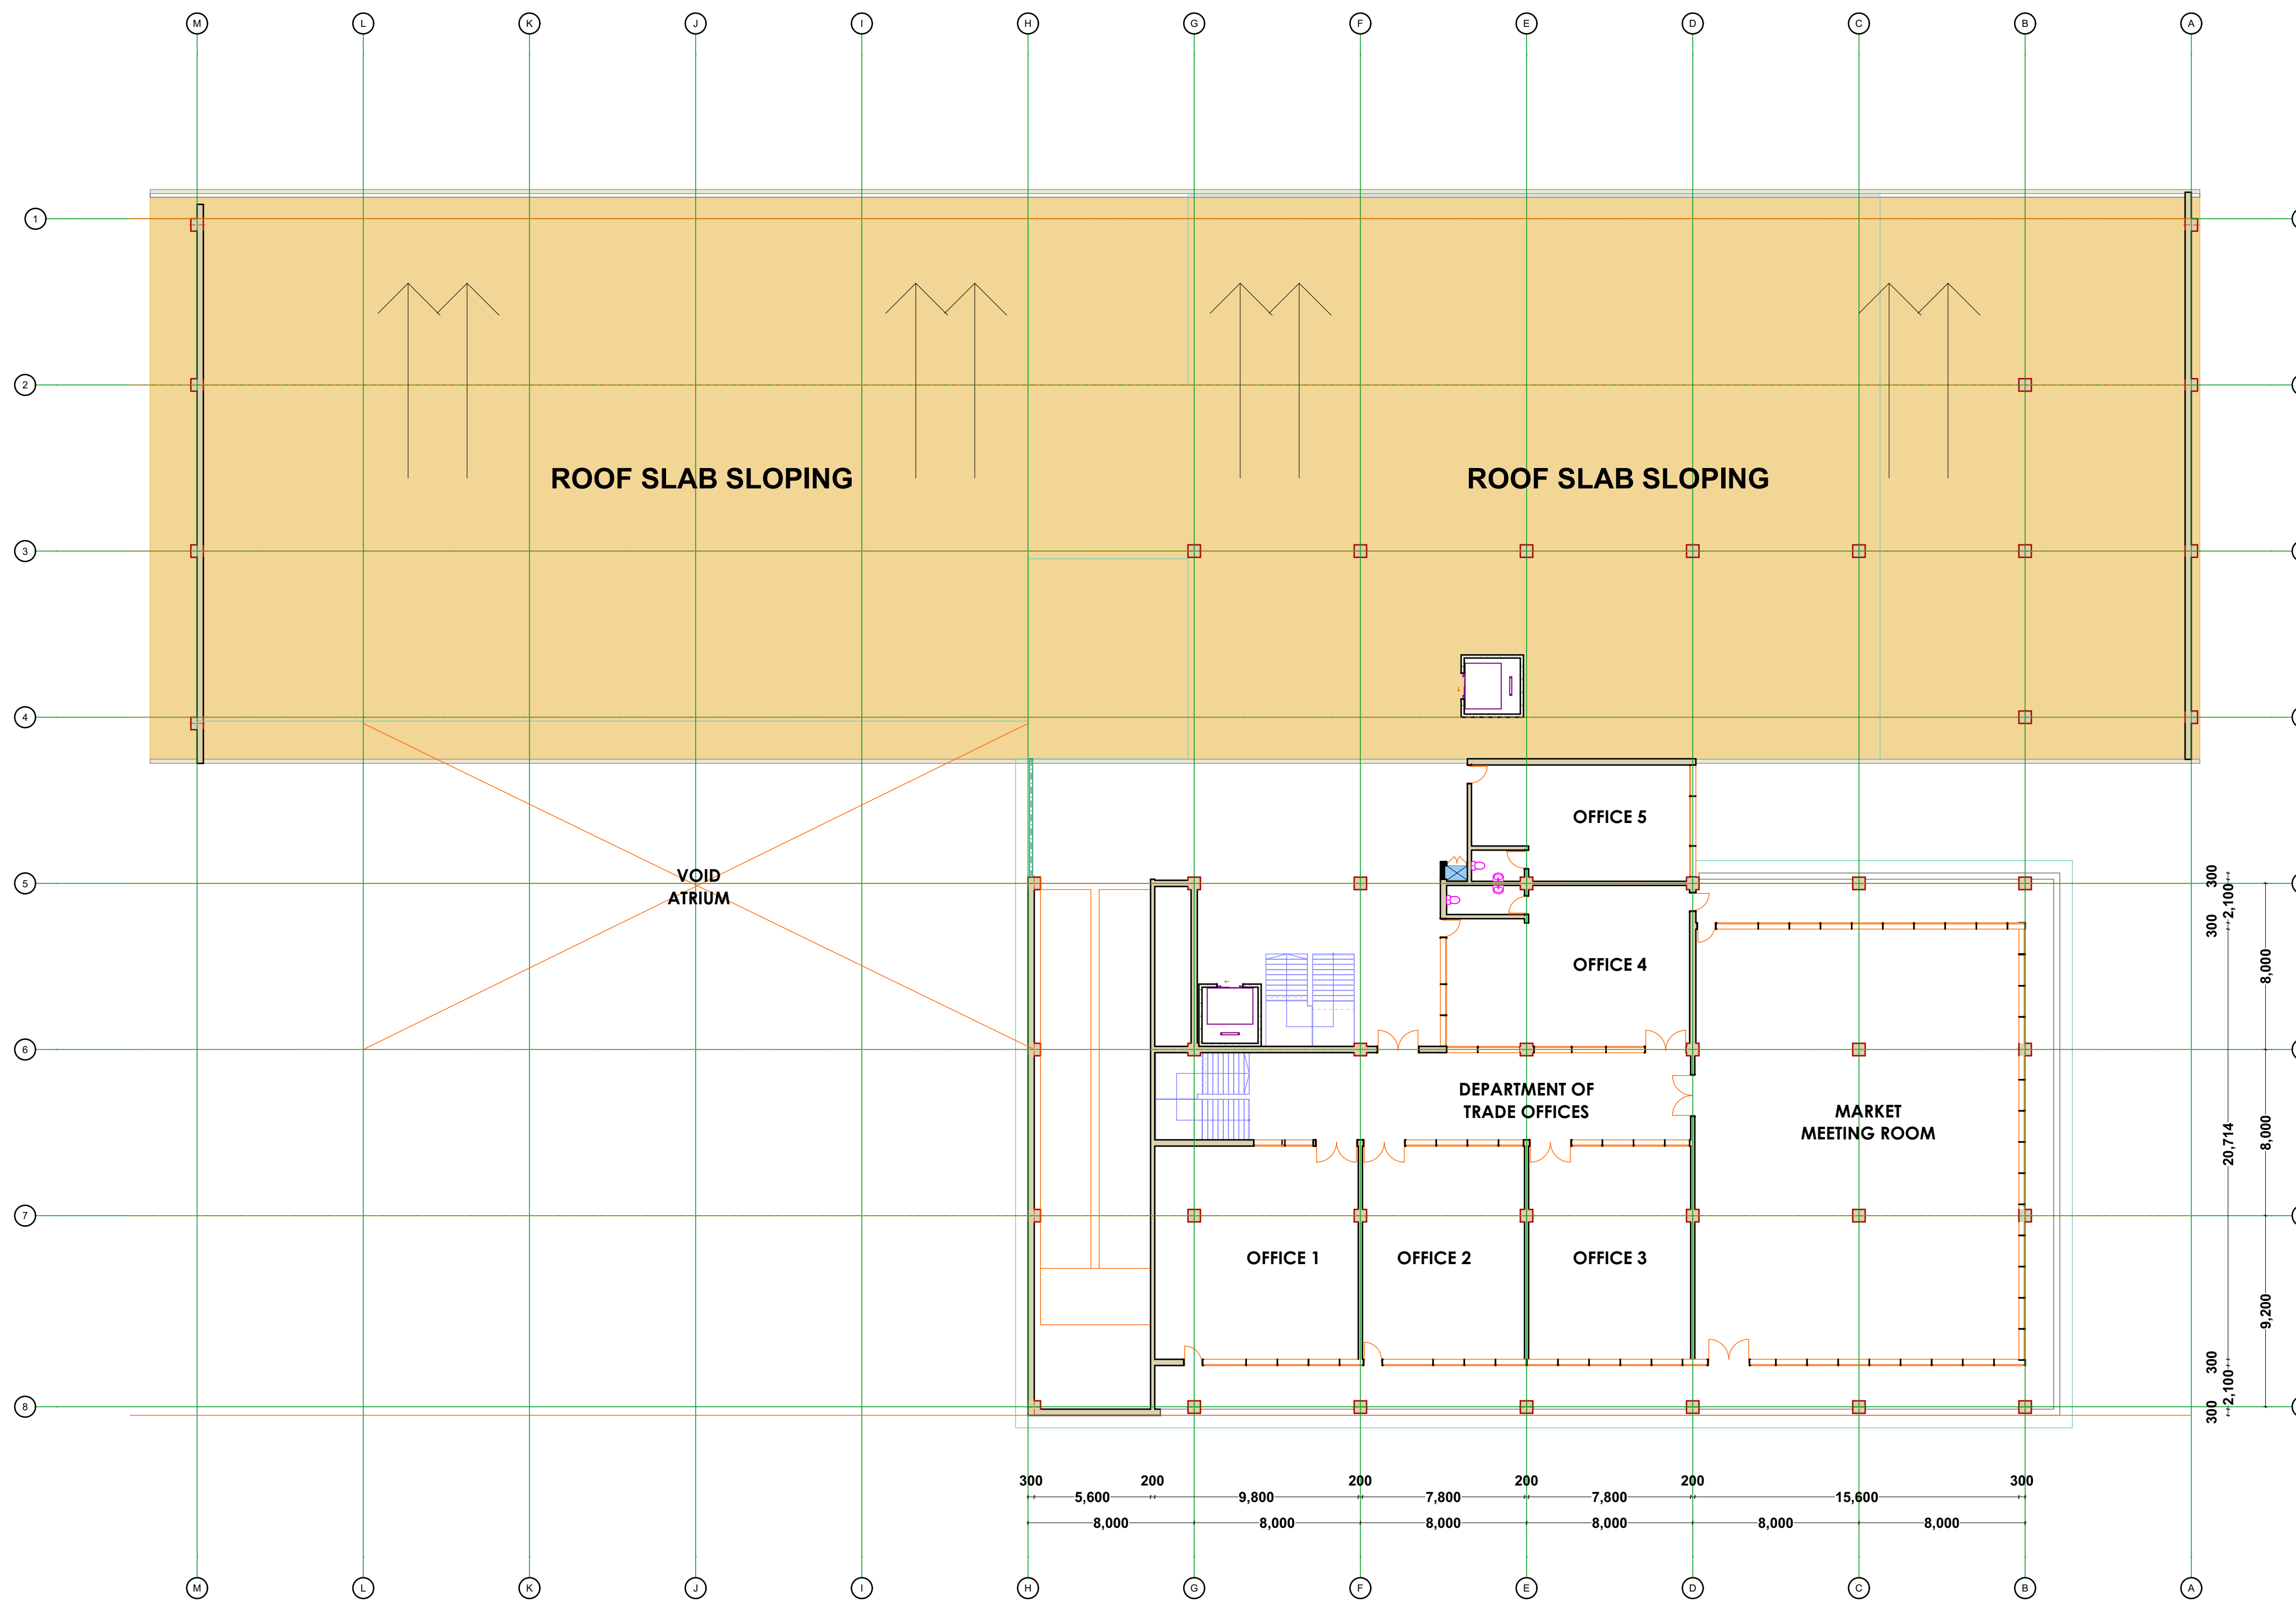 M L K J I H G F E D C B A
1
2
ROOF SLAB SLOPING ROOF SLAB SLOPING
3
4
OFFICE 5
VOID
ATRIUM
5
300
2,100
300
OFFICE 4
8,000
6
DEPARTMENT OF
TRADE OFFICES
MARKET
MEETING ROOM
20,714
8,000
7
OFFICE 1 OFFICE 2 OFFICE 3
9,200
300
2,100
300
8
300 200 200 200 200 300
5,600 9,800 7,800 7,800 15,600
8,000 8,000 8,000 8,000 8,000 8,000
M L K J I H G F E D C B A